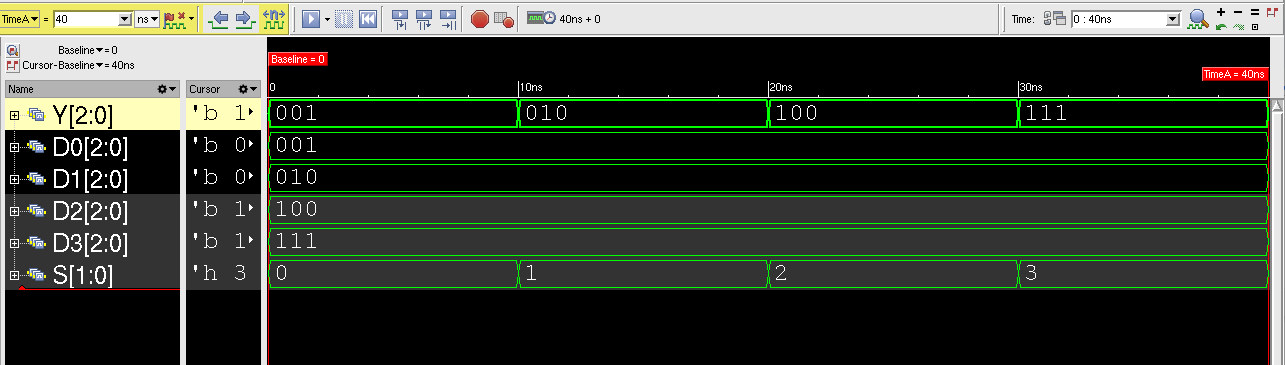 TimeA = 40 ns 40ns + 0 Time: 0 : 40ns
Baseline = 0
Cursor-Baseline = 40ns
Baseline = 0
TimeA = 40ns
Name Cursor 0 10ns 20ns 30ns
Y[2:0] 'b 1 001 010 100 111
D0[2:0] 'b 0 001
D1[2:0] 'b 0 010
D2[2:0] 'b 1 100
D3[2:0] 'b 1 111
S[1:0] 'h 3 0 1 2 3